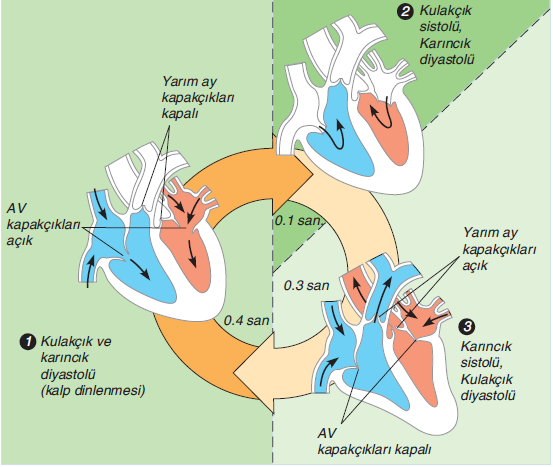 2 Kulakçık
sistolü,
Karıncık
diyastolü
Yarım ay
kapakçıkları
kapalı
AV
kapakçıkları
açık
0.1 san.
Yarım ay
kapakçıkları
açık
0.3 san
0.4 san
1 Kulakçık ve
karıncık
diyastolü
(kalp dinlenmesi)
3
Karıncık
sistolü,
Kulakçık
diyastolü
AV
kapakçıkları kapalı